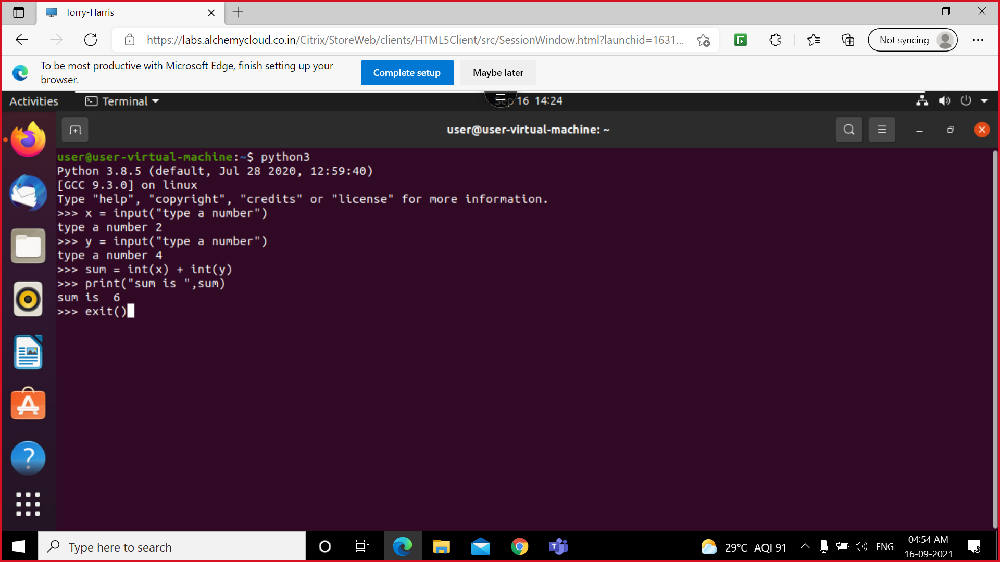 Torry-Harris
https://labs.alchemycloud.co.in/Citrix/StoreWeb/clients/HTML5Client/src/SessionWindow.html?launchid=1631...
Not syncing
To be most productive with Microsoft Edge, finish setting up your
browser.
Complete setup
Maybe later
Activities
Terminal
Sep 16 14:24
user@user-virtual-machine: ~
user@user-virtual-machine:~$ python3
Python 3.8.5 (default, Jul 28 2020, 12:59:40)
[GCC 9.3.0] on linux
Type "help", "copyright", "credits" or "license" for more information.
>>> x = input("type a number")
type a number 2
>>> y = input("type a number")
type a number 4
>>> sum = int(x) + int(y)
>>> print("sum is ",sum)
sum is  6
>>> exit()
Type here to search
29°C AQI 91
ENG
04:54 AM
16-09-2021